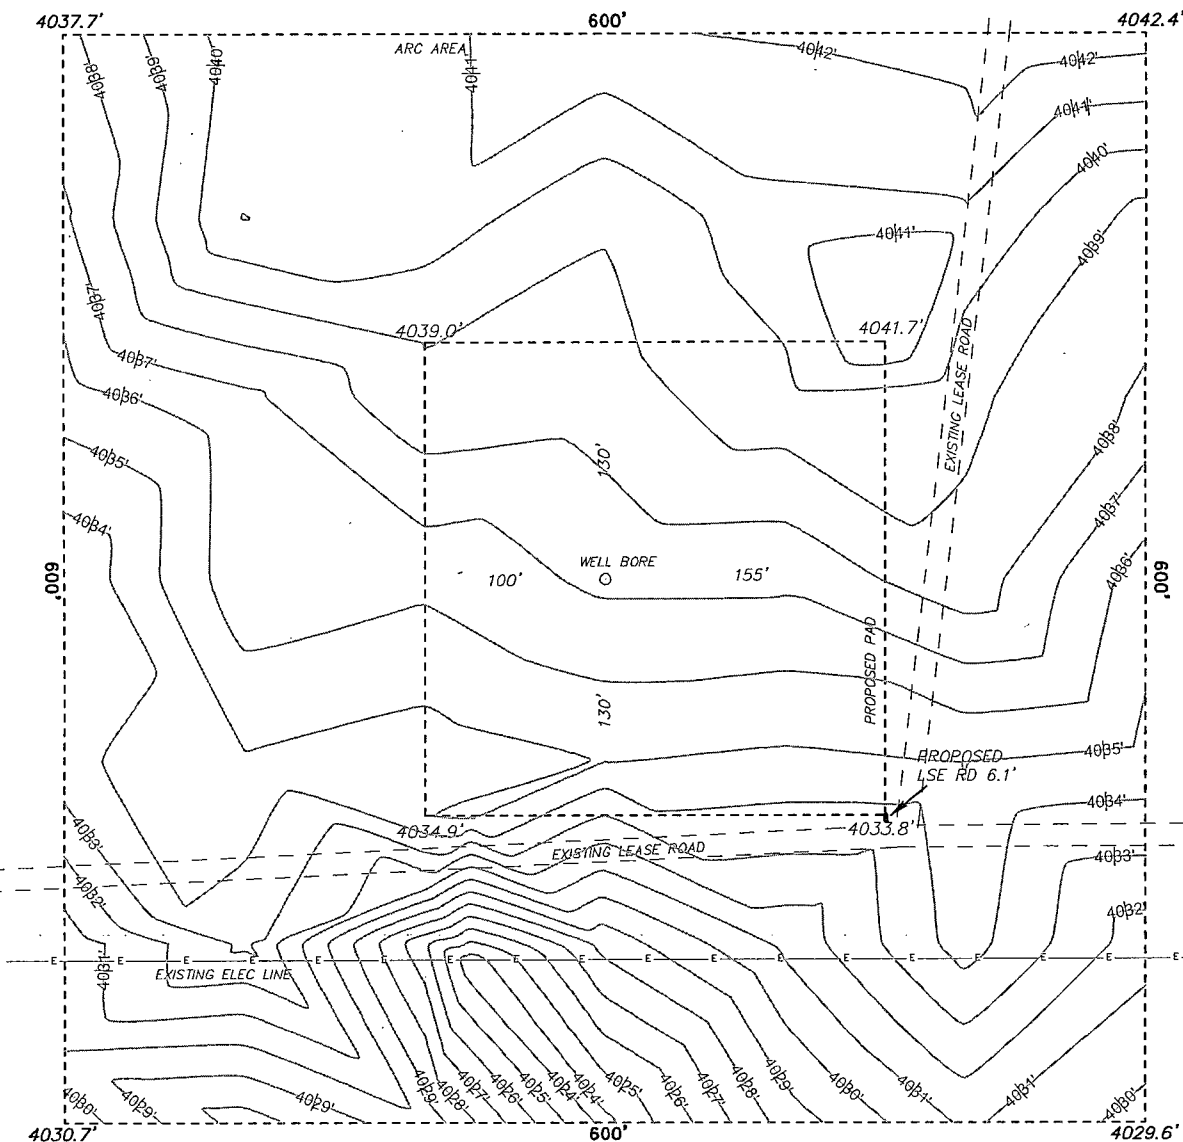 4037.7' 600' 4042.4'
ARC AREA
4038' 4039' 4040' 4041' 4042' 4042'
4041'
4040'
4041'
4039'
4037'
4039.0' 4041.7'
4037'
4036'
EXISTING LEASE ROAD
4035'
130'
4038'
4034'
4037'
WELL BORE
4036'
600' 100' 155' 600'
PROPOSED PAD
130'
4035'
PROPOSED
LSE RD 6.1'
4034'
4033' 4034.9' 4033.8'
EXISTING LEASE ROAD
4033'
4032'
4032'
E E E E E E E E E E E E E E E E E E
4031'
EXISTING ELEC LINE
4030' 4029' 4029' 4029' 4028' 4027' 4026' 4025' 4024' 4024' 4025' 4026' 4027' 4028' 4029' 4030' 4031' 4031' 4030'
4030.7' 600' 4029.6'